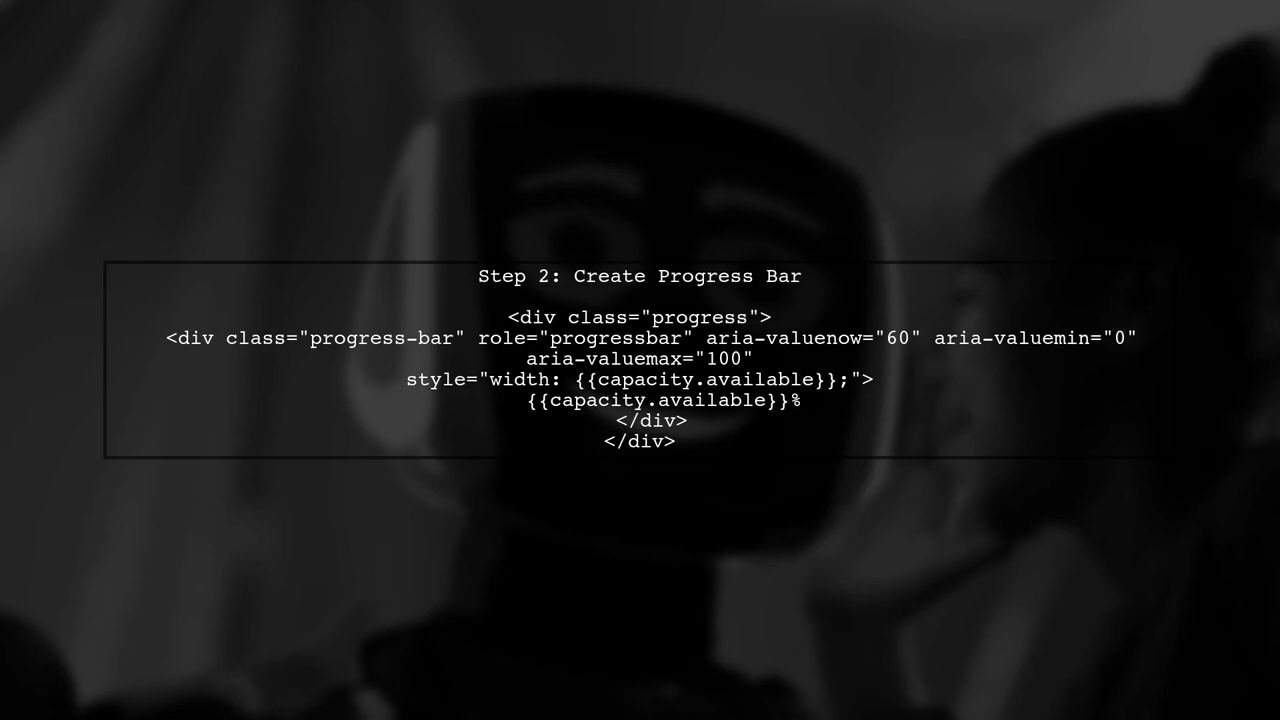 Step 2: Create Progress Bar
<div class="progress">
<div class="progress-bar" role="progressbar" aria-valuenow="60" aria-valuemin="0"
aria-valuemax="100"
style="width: {{capacity.available}};">
{{capacity.available}}%
</div>
</div>